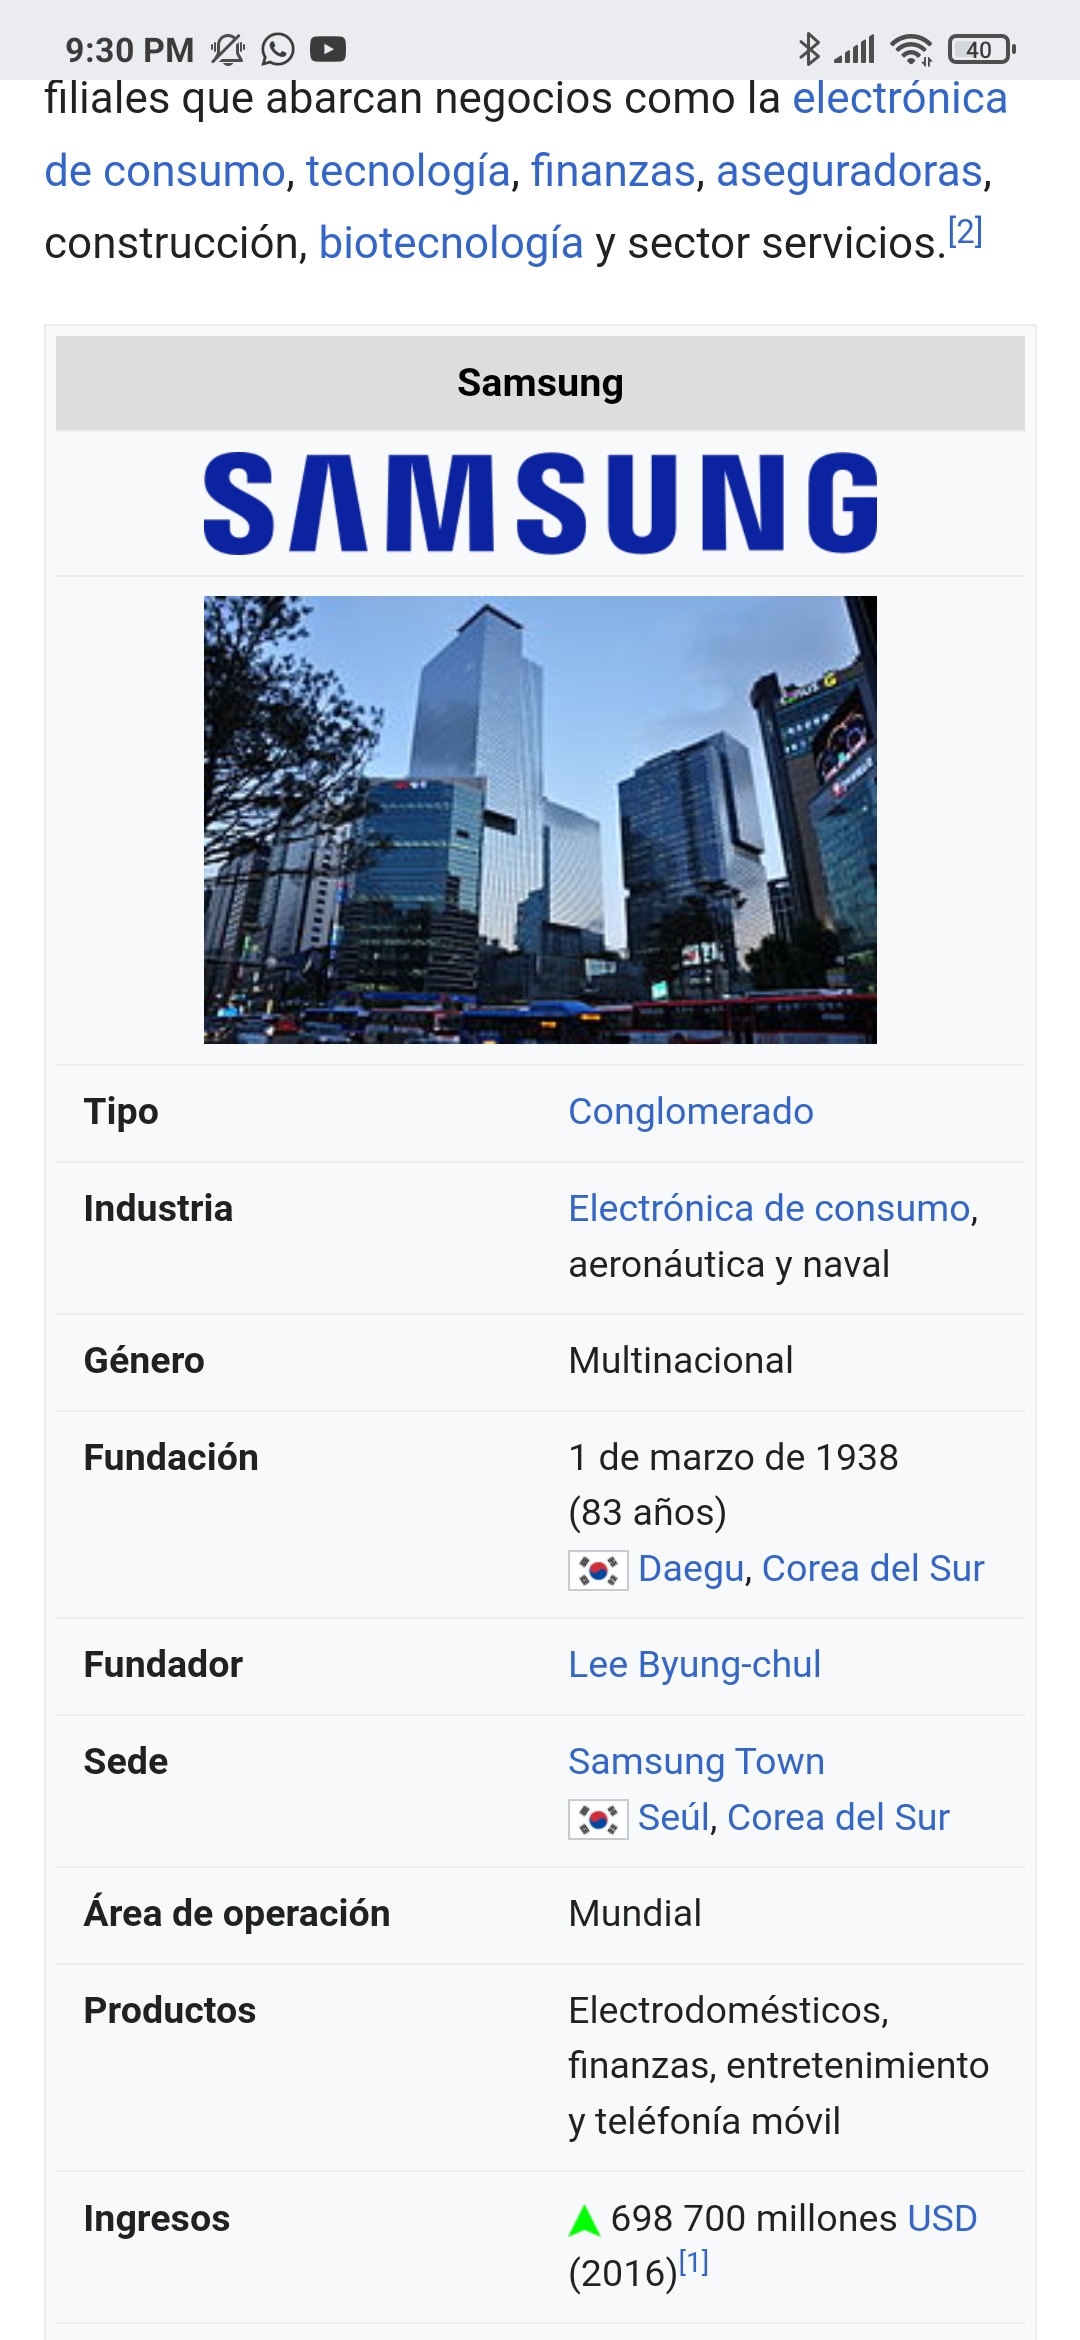 9:30 PM
40
filiales que abarcan negocios como la electrónica
de consumo, tecnología, finanzas, aseguradoras,
construcción, biotecnología y sector servicios.[2]
Samsung
SAMSUNG
Tipo Conglomerado
Industria Electrónica de consumo,
aeronáutica y naval
Género Multinacional
Fundación 1 de marzo de 1938
(83 años)
Daegu, Corea del Sur
Fundador Lee Byung-chul
Sede Samsung Town
Seúl, Corea del Sur
Área de operación Mundial
Productos Electrodomésticos,
finanzas, entretenimiento
y teléfonía móvil
Ingresos 698 700 millones USD
(2016)[1]